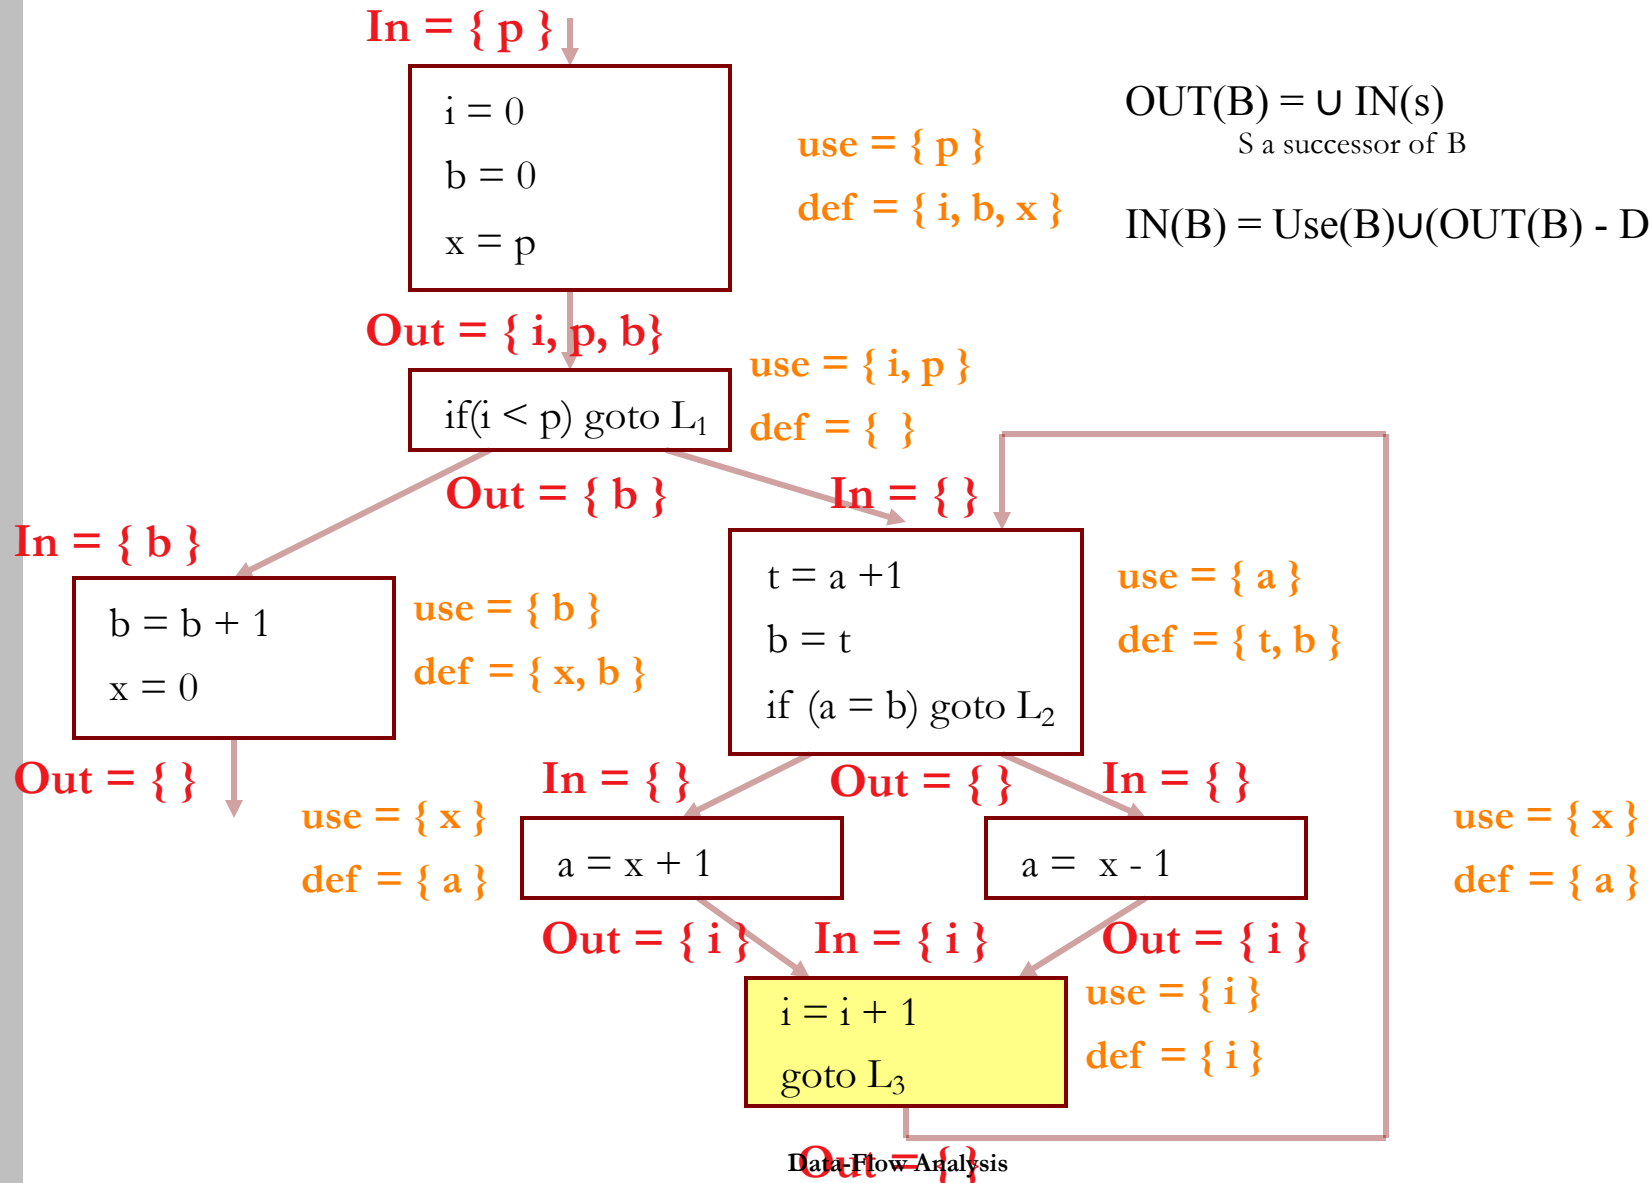 In = { p }
i = 0
b = 0
x = p
use = { p }
def = { i, b, x }
OUT(B) = ∪ IN(s)
S a successor of B
IN(B) = Use(B)∪(OUT(B) - D
Out = { i, p, b}
if(i < p) goto L₁
use = { i, p }
def = { }
Out = { b }
In = { }
In = { b }
b = b + 1
x = 0
use = { b }
def = { x, b }
t = a +1
b = t
if (a = b) goto L₂
use = { a }
def = { t, b }
Out = { }
In = { }
Out = { }
In = { }
use = { x }
def = { a }
a = x + 1
a = x - 1
use = { x }
def = { a }
Out = { i }
In = { i }
Out = { i }
i = i + 1
goto L₃
use = { i }
def = { i }
Out = { }
Data-Flow Analysis